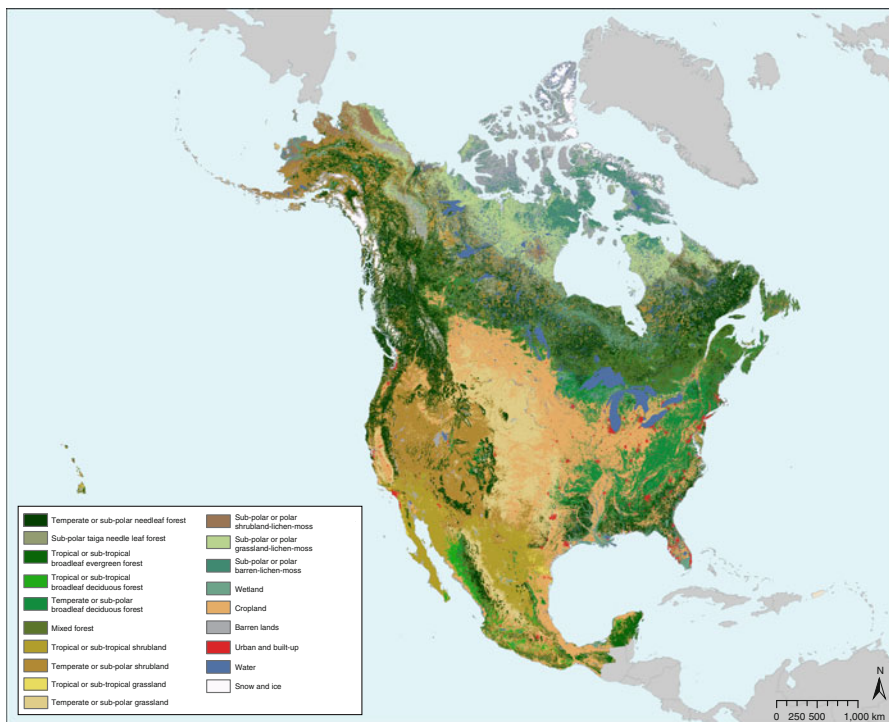 Temperate or sub-polar needleaf forest
Sub-polar taiga needle leaf forest
Tropical or sub-tropical
broadleaf evergreen forest
Tropical or sub-tropical
broadleaf deciduous forest
Temperate or sub-polar
broadleaf deciduous forest
Mixed forest
Tropical or sub-tropical shrubland
Temperate or sub-polar shrubland
Tropical or sub-tropical grassland
Temperate or sub-polar grassland
Sub-polar or polar
shrubland-lichen-moss
Sub-polar or polar
grassland-lichen-moss
Sub-polar or polar
barren-lichen-moss
Wetland
Cropland
Barren lands
Urban and built-up
Water
Snow and ice
N
0 250 500 1,000 km